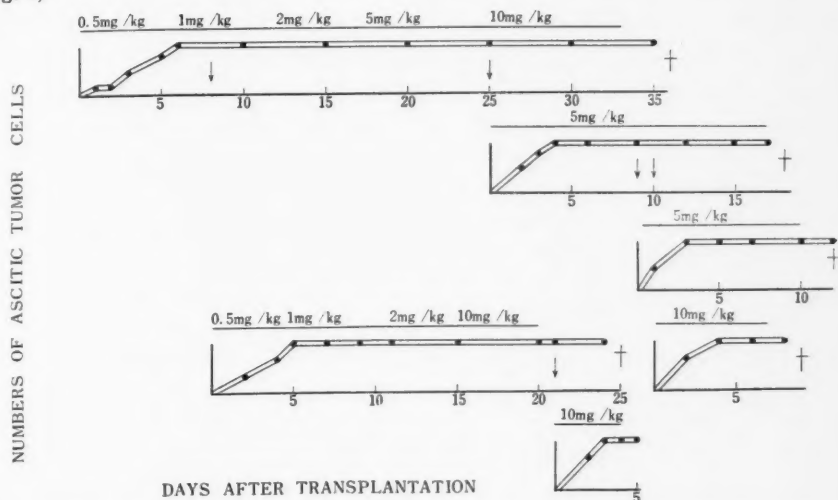 0.5mg /kg 1mg /kg 2mg /kg 5mg /kg 10mg /kg
5 10 15 20 25 30 35
5mg /kg
5 10 15
5mg /kg
5 10
0.5mg /kg 1mg /kg 2mg /kg 10mg /kg
5 10 15 20 25
10mg /kg
5
10mg /kg
5
NUMBERS OF ASCITIC TUMOR CELLS
DAYS AFTER TRANSPLANTATION